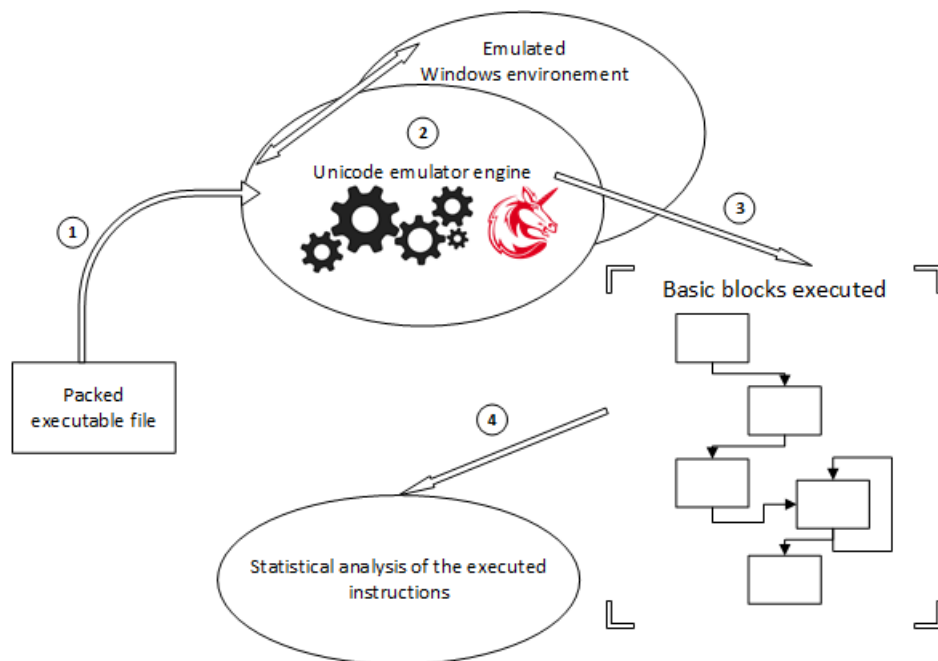 Emulated
Windows environement
2
Unicode emulator engine
1
3
Basic blocks executed
Packed
executable file
4
Statistical analysis of the executed
instructions